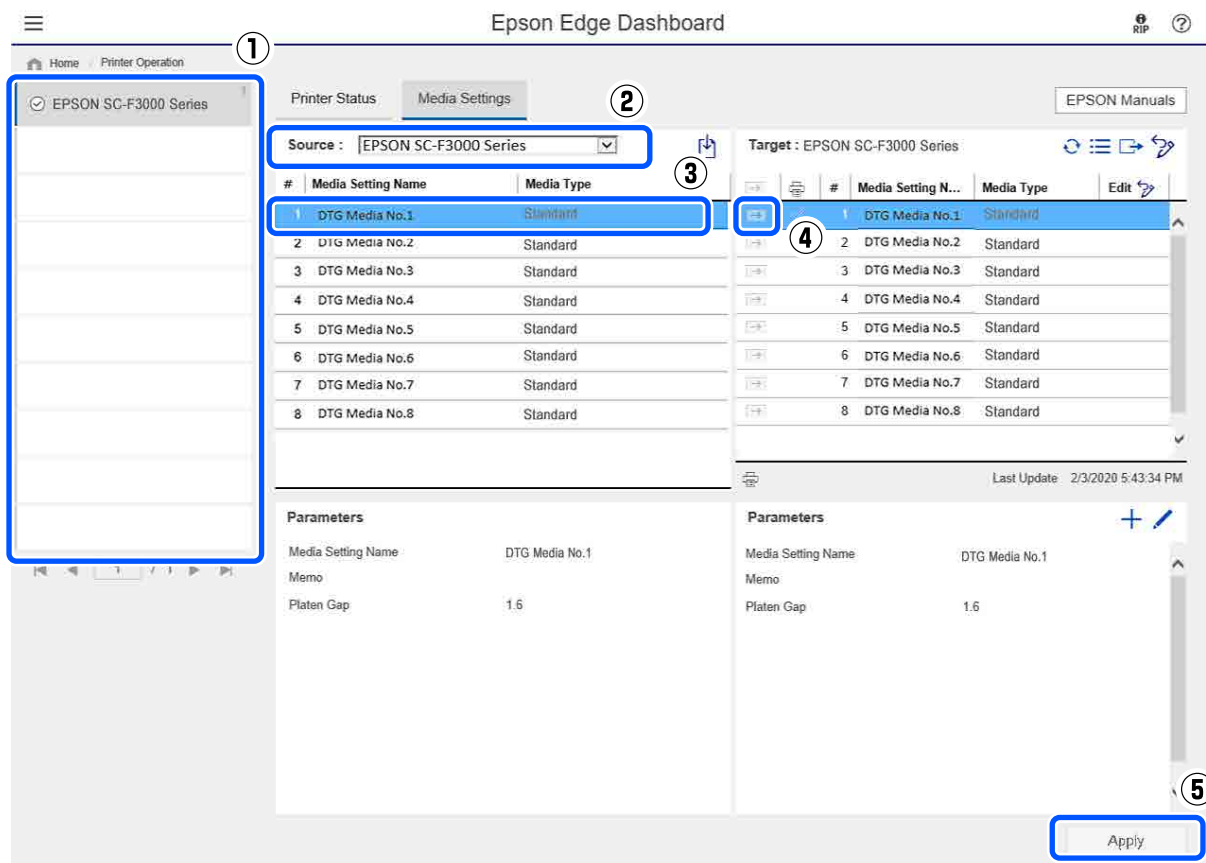 Epson Edge Dashboard
RIP
①
Home Printer Operation
EPSON SC-F3000 Series 1
Printer Status Media Settings ②
EPSON Manuals
Source : EPSON SC-F3000 Series
Target : EPSON SC-F3000 Series
③
# Media Setting Name Media Type
# Media Setting N... Media Type Edit
1 DTG Media No.1 Standard
1 DTG Media No.1 Standard
④
2 DTG Media No.2 Standard
2 DTG Media No.2 Standard
3 DTG Media No.3 Standard
3 DTG Media No.3 Standard
4 DTG Media No.4 Standard
4 DTG Media No.4 Standard
5 DTG Media No.5 Standard
5 DTG Media No.5 Standard
6 DTG Media No.6 Standard
6 DTG Media No.6 Standard
7 DTG Media No.7 Standard
7 DTG Media No.7 Standard
8 DTG Media No.8 Standard
8 DTG Media No.8 Standard
Last Update 2/3/2020 5:43:34 PM
Parameters
Media Setting Name DTG Media No.1
Memo
Platen Gap 1.6
Parameters
Media Setting Name DTG Media No.1
Memo
Platen Gap 1.6
1 / 1
⑤
Apply